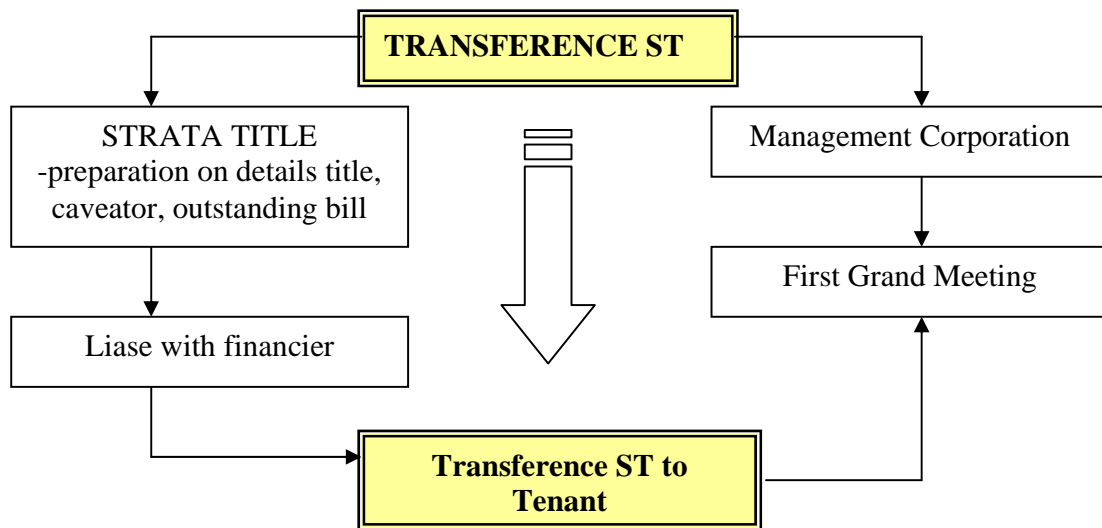 TRANSFERENCE ST
STRATA TITLE
-preparation on details title,
caveator, outstanding bill
Management Corporation
First Grand Meeting
Liase with financier
Transference ST to
Tenant